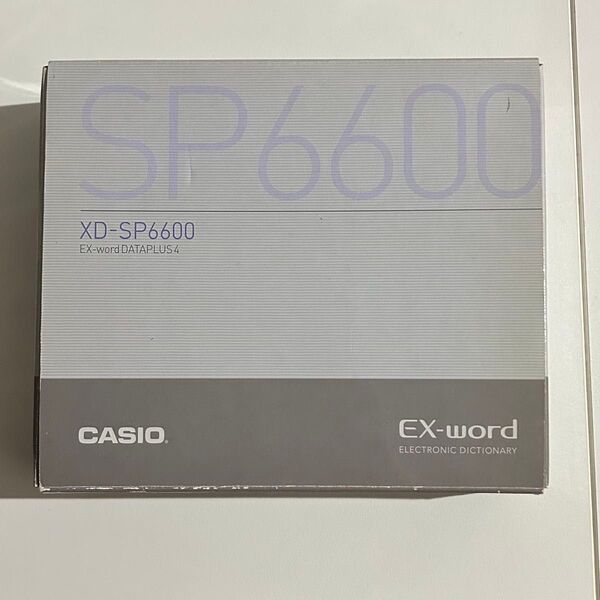 SP6600
XD-SP6600
EX-word DATAPLUS 4
CASIO
EX-word
ELECTRONIC DICTIONARY